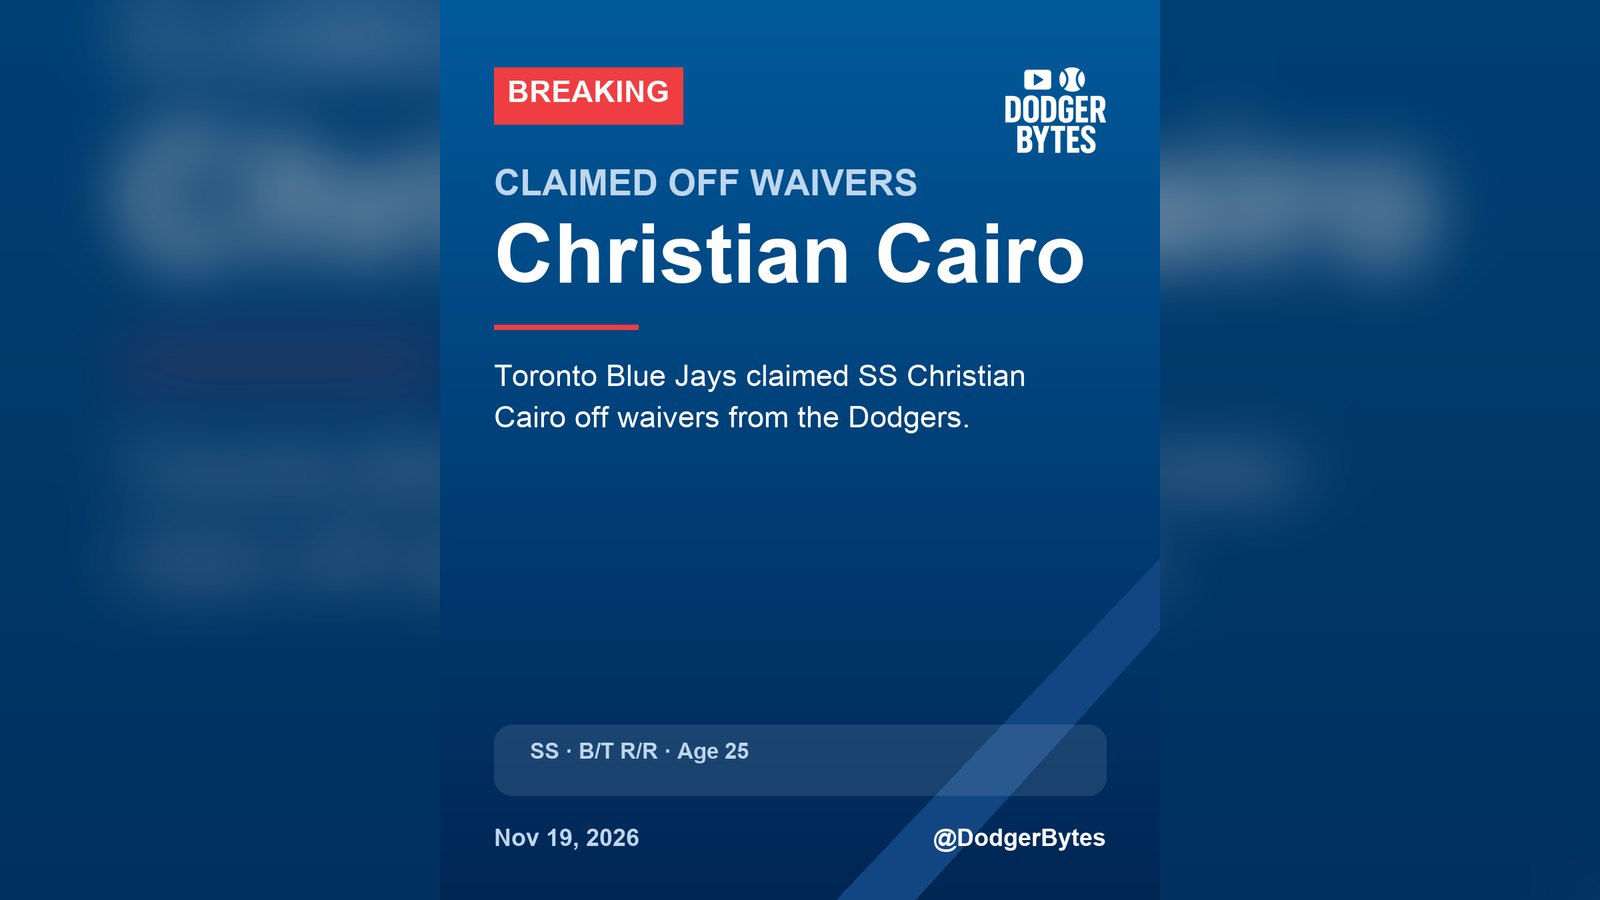 BREAKING
DODGER
BYTES
CLAIMED OFF WAIVERS
Christian Cairo
Toronto Blue Jays claimed SS Christian
Cairo off waivers from the Dodgers.
SS · B/T R/R · Age 25
Nov 19, 2026
@DodgerBytes